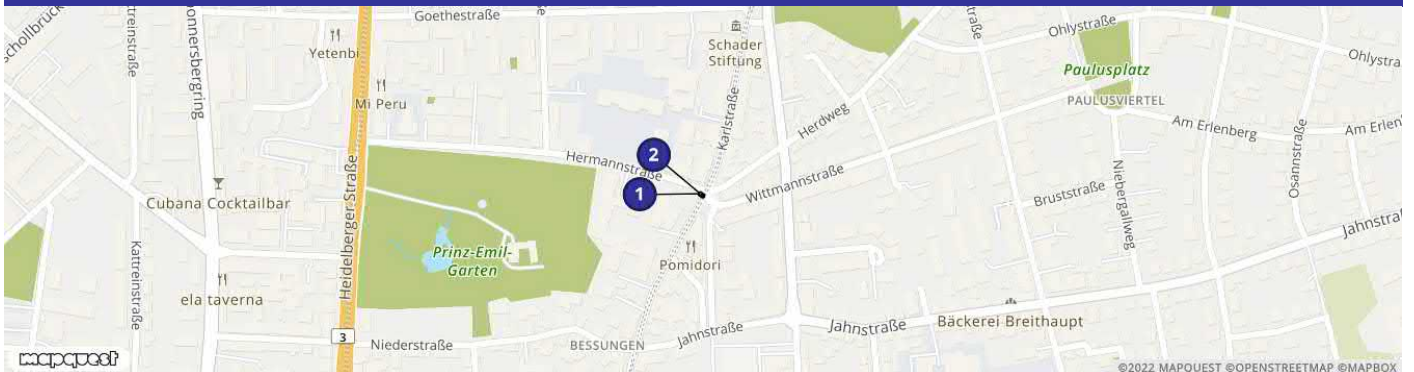 Goethestraße
schollbrück
Kattreinstraße
Donnersbergring
Yetenbi
Schader
Stiftung
Ohlystraße
Ohlystra
Paulusplatz
PAULUSVIERTEL
Mi Peru
Karlstraße
Herdweg
Am Erlenberg
Am Erlen
2
Hermannstraße
1
Wittmannstraße
Bruststraße
Osannstraße
Niebergallweg
Cubana Cocktailbar
Heidelberger Straße
Jahnstraß
Kattreinstraße
Prinz-Emil-
Garten
Pomidori
ela taverna
3
Niederstraße
BESSUNGEN
Jahnstraße
Jahnstraße
Bäckerei Breithaupt
mapquest
©2022 MAPQUEST ©OPENSTREETMAP ©MAPBOX